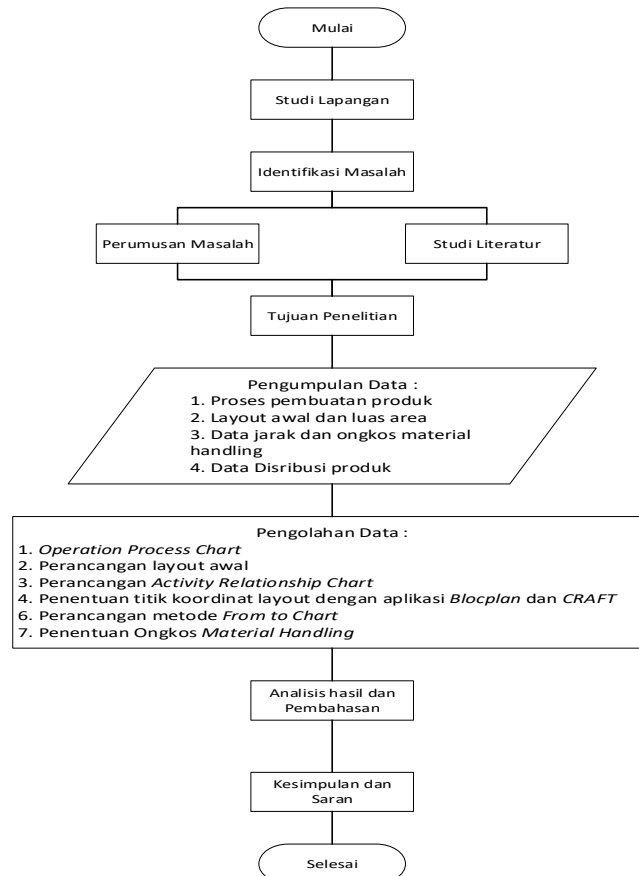 Mulai
Studi Lapangan
Identifikasi Masalah
Perumusan Masalah
Studi Literatur
Tujuan Penelitian
Pengumpulan Data :
1. Proses pembuatan produk
2. Layout awal dan luas area
3. Data jarak dan ongkos material
handling
4. Data Disribusi produk
Pengolahan Data :
1. Operation Process Chart
2. Perancangan layout awal
3. Perancangan Activity Relationship Chart
4. Penentuan titik koordinat layout dengan aplikasi Blocplan dan CRAFT
6. Perancangan metode From to Chart
7. Penentuan Ongkos Material Handling
Analisis hasil dan
Pembahasan
Kesimpulan dan
Saran
Selesai